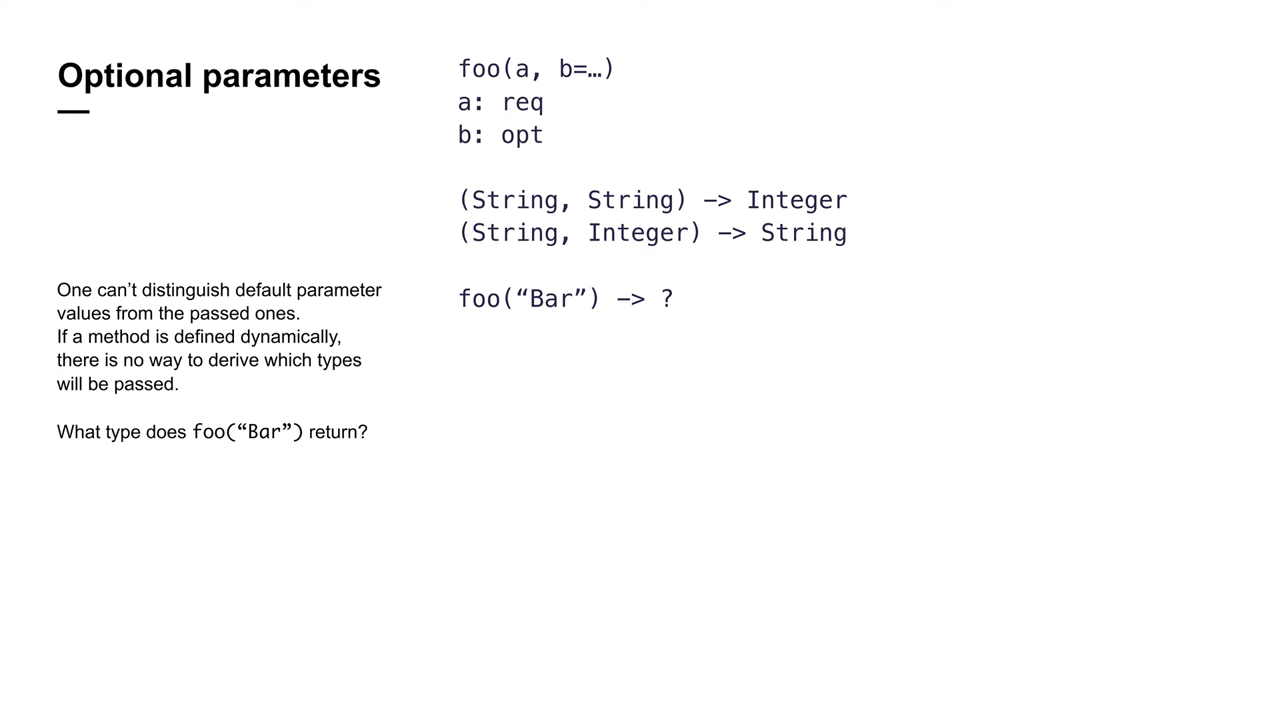 Optional parameters
One can’t distinguish default parameter
values from the passed ones.
If a method is defined dynamically,
there is no way to derive which types
will be passed.
What type does foo(“Bar”) return?
foo(a, b=…)
a: req
b: opt
(String, String) –> Integer
(String, Integer) –> String
foo(“Bar”) –> ?